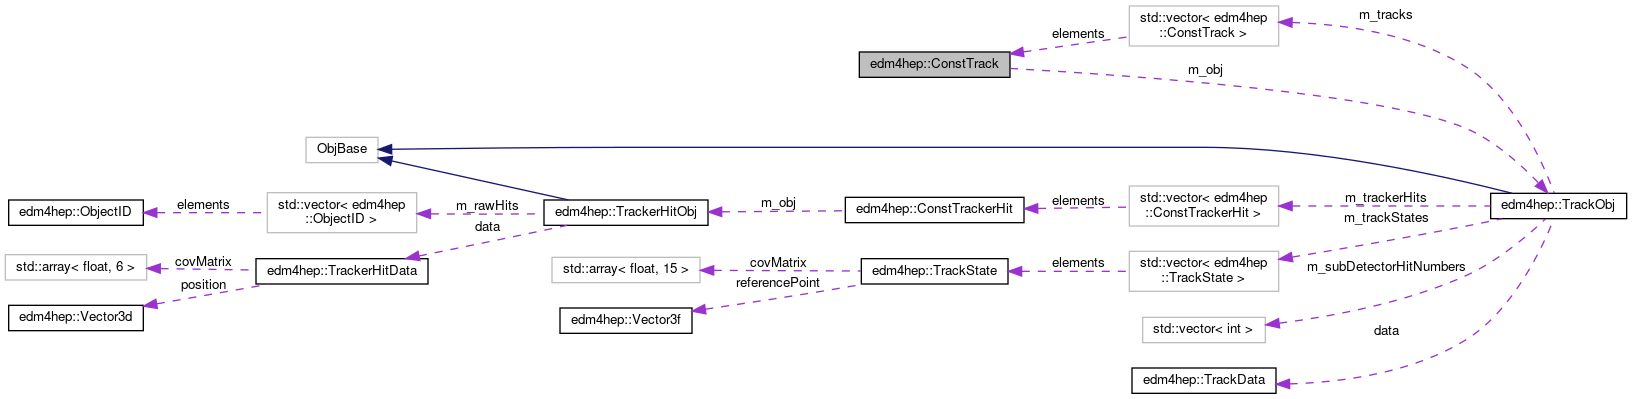 std::vector< edm4hep
::ConstTrack >
m_tracks
elements
edm4hep::ConstTrack
m_obj
ObjBase
edm4hep::ObjectID
elements
std::vector< edm4hep
::ObjectID >
m_rawHits
data
edm4hep::TrackerHitObj
m_obj
edm4hep::ConstTrackerHit
elements
std::vector< edm4hep
::ConstTrackerHit >
m_trackerHits
edm4hep::TrackObj
m_trackStates
std::array< float, 6 >
covMatrix
position
edm4hep::TrackerHitData
std::array< float, 15 >
covMatrix
referencePoint
edm4hep::TrackState
elements
std::vector< edm4hep
::TrackState >
m_subDetectorHitNumbers
edm4hep::Vector3d
edm4hep::Vector3f
std::vector< int >
data
edm4hep::TrackData